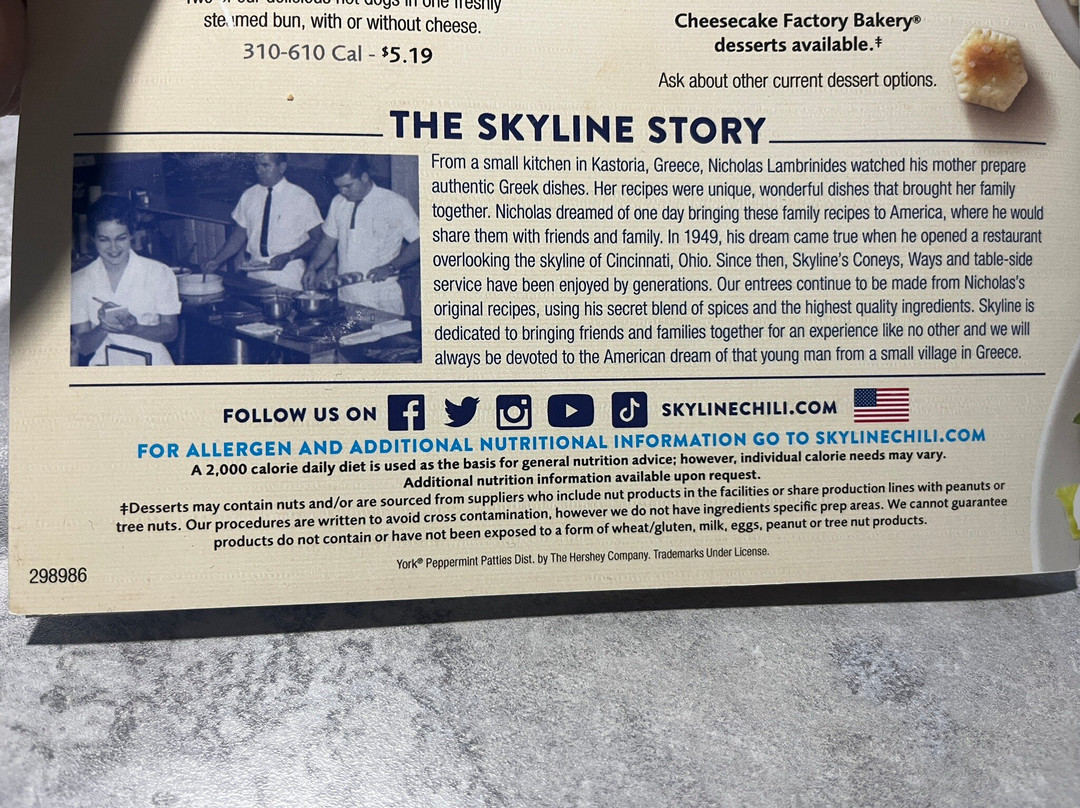 delicious hot dogs in one freshly
steamed bun, with or without cheese.
310-610 Cal - $5.19
Cheesecake Factory Bakery®
desserts available.‡
Ask about other current dessert options.
THE SKYLINE STORY
From a small kitchen in Kastoria, Greece, Nicholas Lambrinides watched his mother prepare
authentic Greek dishes. Her recipes were unique, wonderful dishes that brought her family
together. Nicholas dreamed of one day bringing these family recipes to America, where he would
share them with friends and family. In 1949, his dream came true when he opened a restaurant
overlooking the skyline of Cincinnati, Ohio. Since then, Skyline's Coneys, Ways and table-side
service have been enjoyed by generations. Our entrees continue to be made from Nicholas's
original recipes, using his secret blend of spices and the highest quality ingredients. Skyline is
dedicated to bringing friends and families together for an experience like no other and we will
always be devoted to the American dream of that young man from a small village in Greece.
FOLLOW US ON SKYLINECHILI.COM
FOR ALLERGEN AND ADDITIONAL NUTRITIONAL INFORMATION GO TO SKYLINECHILI.COM
A 2,000 calorie daily diet is used as the basis for general nutrition advice; however, individual calorie needs may vary.
Additional nutrition information available upon request.
‡Desserts may contain nuts and/or are sourced from suppliers who include nut products in the facilities or share production lines with peanuts or
tree nuts. Our procedures are written to avoid cross contamination, however we do not have ingredients specific prep areas. We cannot guarantee
products do not contain or have not been exposed to a form of wheat/gluten, milk, eggs, peanut or tree nut products.
York® Peppermint Patties Dist. by The Hershey Company. Trademarks Under License.
298986